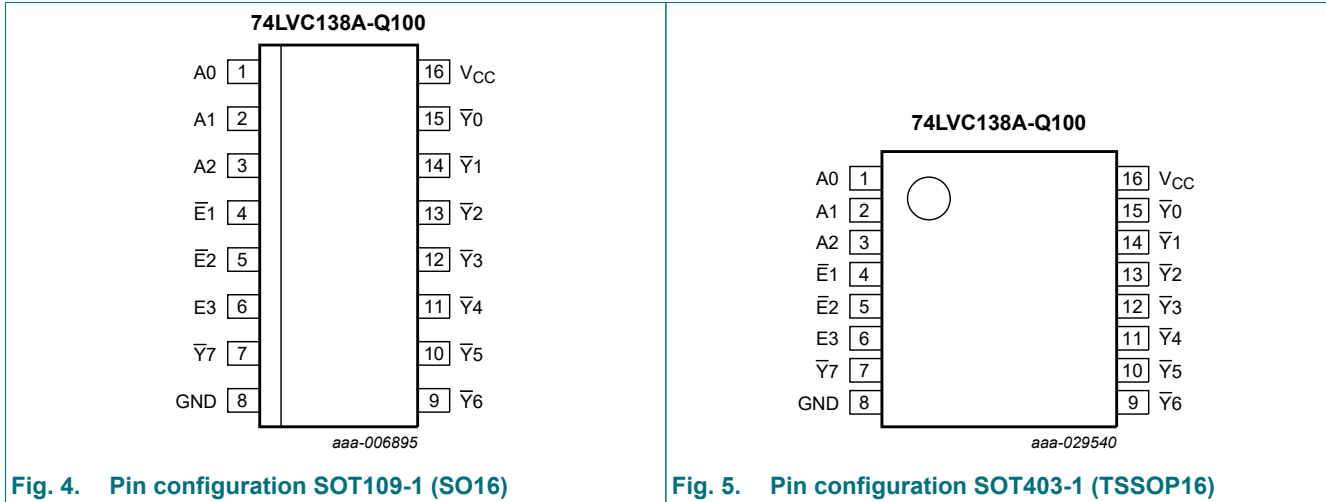 74LVC138A-Q100
A0 1 16 VCC
A1 2 15 Y̅0
A2 3 14 Y̅1
E̅1 4 13 Y̅2
E̅2 5 12 Y̅3
E3 6 11 Y̅4
Y̅7 7 10 Y̅5
GND 8 9 Y̅6
aaa-006895
Fig. 4. Pin configuration SOT109-1 (SO16)
74LVC138A-Q100
A0 1 16 VCC
A1 2 15 Y̅0
A2 3 14 Y̅1
E̅1 4 13 Y̅2
E̅2 5 12 Y̅3
E3 6 11 Y̅4
Y̅7 7 10 Y̅5
GND 8 9 Y̅6
aaa-029540
Fig. 5. Pin configuration SOT403-1 (TSSOP16)